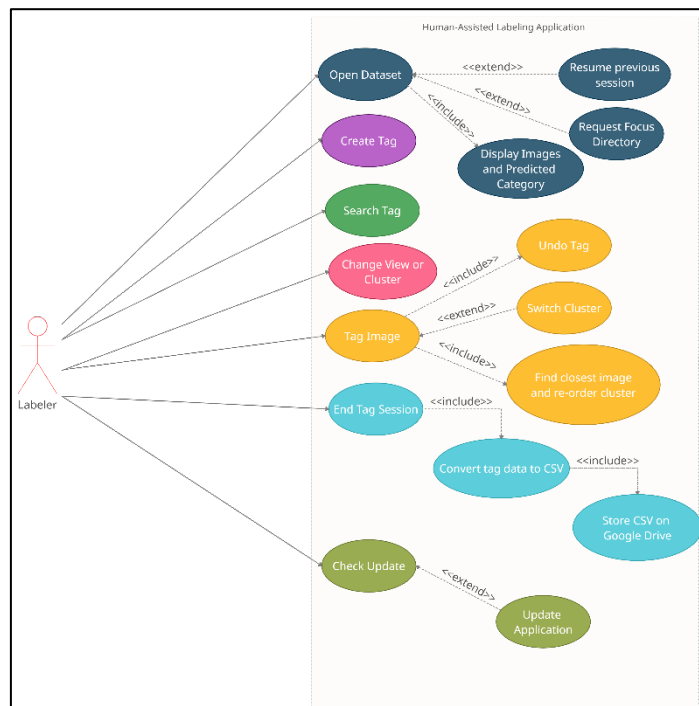 Human-Assisted Labeling Application
Open Dataset
<<extend>>
Resume previous
session
<<extend>>
Request Focus
Directory
<<include>>
Display Images
and Predicted
Category
Create Tag
Search Tag
Change View or
Cluster
Undo Tag
<<include>>
Tag Image
<<extend>>
Switch Cluster
<<include>>
Find closest image
and re-order cluster
Labeler
End Tag Session
<<include>>
Convert tag data to CSV
<<include>>
Store CSV on
Google Drive
Check Update
<<extend>>
Update
Application